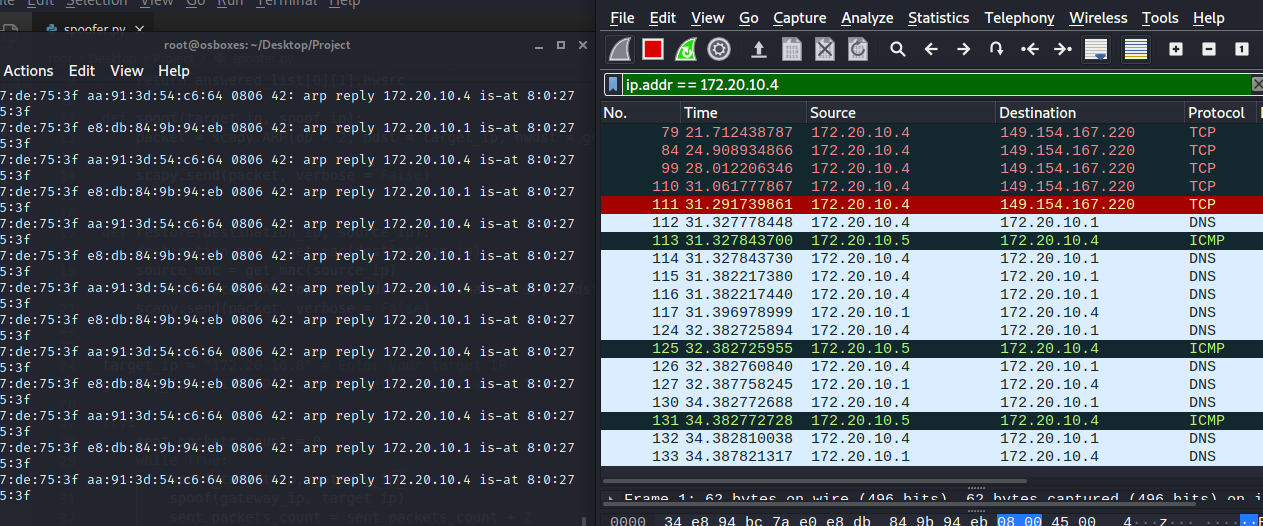 File Edit Selection View Go Run Terminal Help
spoofer.py
root@osboxes: ~/Desktop/Project
Actions Edit View Help
7:de:75:3f aa:91:3d:54:c6:64 0806 42: arp reply 172.20.10.4 is-at 8:0:27
5:3f
7:de:75:3f e8:db:84:9b:94:eb 0806 42: arp reply 172.20.10.1 is-at 8:0:27
5:3f
7:de:75:3f aa:91:3d:54:c6:64 0806 42: arp reply 172.20.10.4 is-at 8:0:27
5:3f
7:de:75:3f e8:db:84:9b:94:eb 0806 42: arp reply 172.20.10.1 is-at 8:0:27
5:3f
7:de:75:3f aa:91:3d:54:c6:64 0806 42: arp reply 172.20.10.4 is-at 8:0:27
5:3f
7:de:75:3f e8:db:84:9b:94:eb 0806 42: arp reply 172.20.10.1 is-at 8:0:27
5:3f
7:de:75:3f aa:91:3d:54:c6:64 0806 42: arp reply 172.20.10.4 is-at 8:0:27
5:3f
7:de:75:3f e8:db:84:9b:94:eb 0806 42: arp reply 172.20.10.1 is-at 8:0:27
5:3f
7:de:75:3f aa:91:3d:54:c6:64 0806 42: arp reply 172.20.10.4 is-at 8:0:27
5:3f
7:de:75:3f e8:db:84:9b:94:eb 0806 42: arp reply 172.20.10.1 is-at 8:0:27
5:3f
7:de:75:3f aa:91:3d:54:c6:64 0806 42: arp reply 172.20.10.4 is-at 8:0:27
5:3f
7:de:75:3f e8:db:84:9b:94:eb 0806 42: arp reply 172.20.10.1 is-at 8:0:27
5:3f
7:de:75:3f aa:91:3d:54:c6:64 0806 42: arp reply 172.20.10.4 is-at 8:0:27
5:3f
File Edit View Go Capture Analyze Statistics Telephony Wireless Tools Help
ip.addr == 172.20.10.4
No. Time Source Destination Protocol
79 21.712438787 172.20.10.4 149.154.167.220 TCP
84 24.908934866 172.20.10.4 149.154.167.220 TCP
99 28.012206346 172.20.10.4 149.154.167.220 TCP
110 31.061777867 172.20.10.4 149.154.167.220 TCP
111 31.291739861 172.20.10.4 149.154.167.220 TCP
112 31.327778448 172.20.10.4 172.20.10.1 DNS
113 31.327843700 172.20.10.5 172.20.10.4 ICMP
114 31.327843730 172.20.10.4 172.20.10.1 DNS
115 31.382217380 172.20.10.4 172.20.10.1 DNS
116 31.382217440 172.20.10.4 172.20.10.1 DNS
117 31.396978999 172.20.10.1 172.20.10.4 DNS
124 32.382725894 172.20.10.4 172.20.10.1 DNS
125 32.382725955 172.20.10.5 172.20.10.4 ICMP
126 32.382760840 172.20.10.4 172.20.10.1 DNS
127 32.387758245 172.20.10.1 172.20.10.4 DNS
130 34.382772688 172.20.10.4 172.20.10.1 DNS
131 34.382772728 172.20.10.5 172.20.10.4 ICMP
132 34.382810038 172.20.10.4 172.20.10.1 DNS
133 34.387821317 172.20.10.1 172.20.10.4 DNS
Frame 1: 62 bytes on wire (496 bits), 62 bytes captured (496 bits) on i
0000 34 e8 94 bc 7a e0 e8 db 84 9b 94 eb 08 00 45 00 4···z···